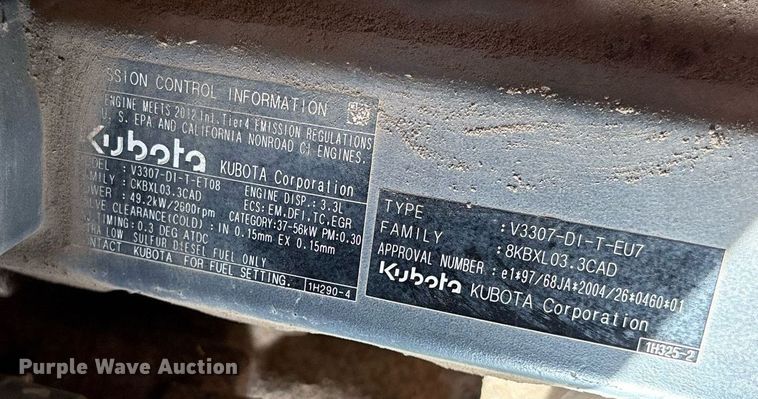 SSION CONTROL INFORMATION
ENGINE MEETS 2012 Int. Tier4 EMISSION REGULATIONS
U. S. EPA AND CALIFORNIA NONROAD CI ENGINES.
Kubota KUBOTA Corporation
ODEL : V3307-DI-T-ET08
FAMILY: CKBXL03.3CAD ENGINE DISP.: 3.3L
OWER: 49.2kW/2600rpm ECS: EM,DFI,TC,EGR
CATEGORY:37-56kW PM:0.30
VALVE CLEARANCE(COLD): IN 0.15mm EX 0.15mm
TIMING: 0.3 DEG ATDC
LOW SULFUR DIESEL FUEL ONLY
ONTACT KUBOTA FOR FUEL SETTING.
1H290-4
TYPE : V3307-DI-T-EU7
FAMILY : 8KBXL03.3CAD
APPROVAL NUMBER : e1*97/68JA*2004/26*0460*01
Kubota KUBOTA Corporation
1H325-2
Purple Wave Auction